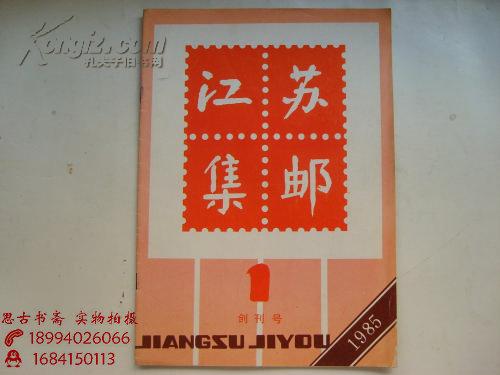 Kongfz.com
孔夫子旧书网
江苏
集邮
1
创刊号
JIANGSU JIYOU
1985
思古书斋 实物拍摄
18994026066
1684150113